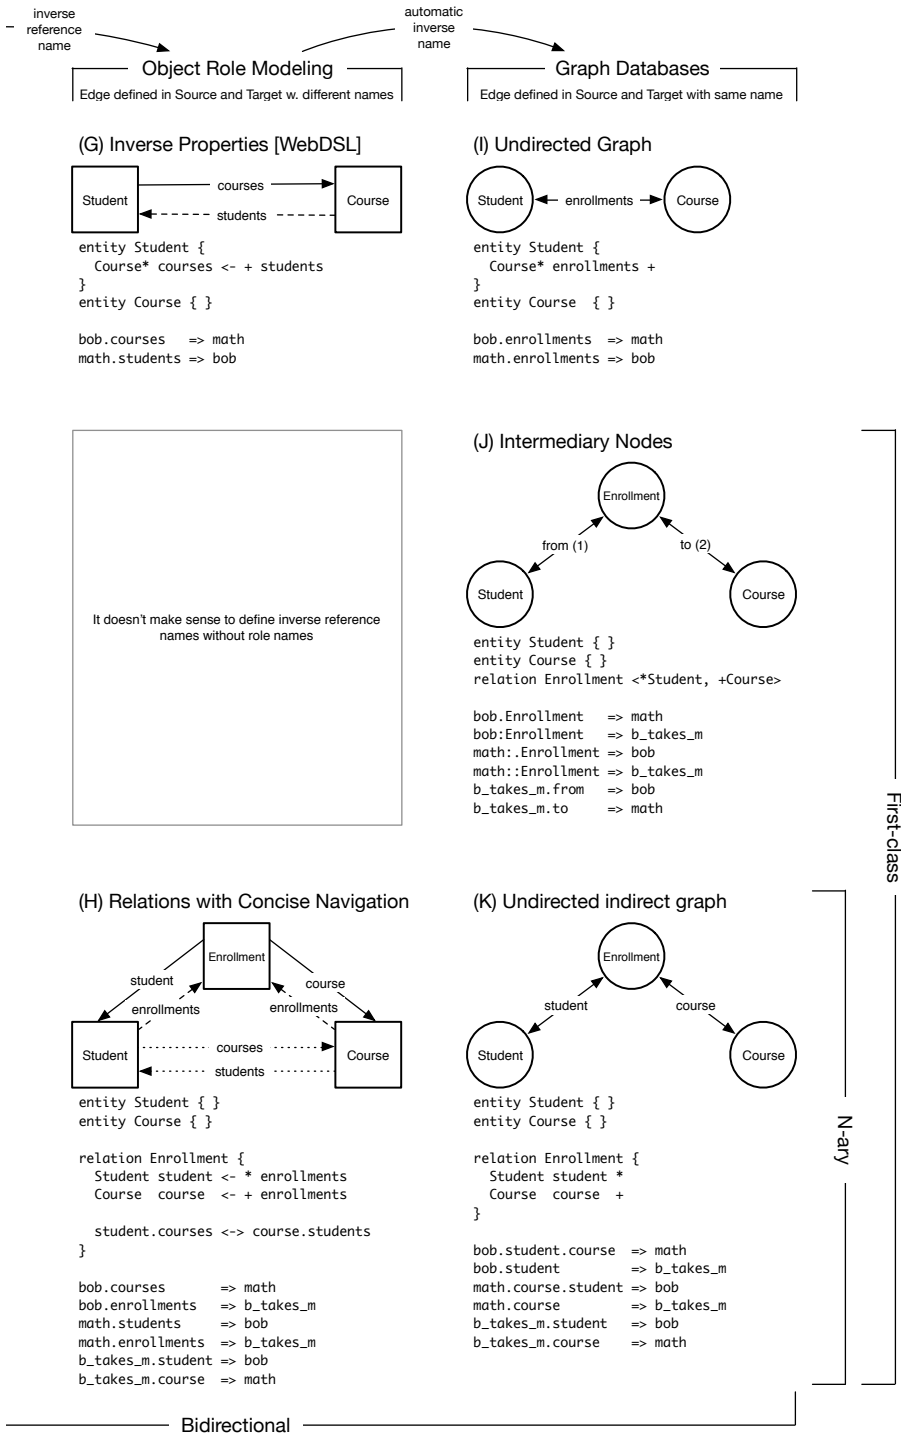 inverse
reference
name
automatic
inverse
name
Object Role Modeling
Edge defined in Source and Target w. different names
Graph Databases
Edge defined in Source and Target with same name
(G) Inverse Properties [WebDSL]
Student
courses
students
Course
entity Student {
  Course* courses <- + students
}
entity Course { }
bob.courses   => math
math.students => bob
(I) Undirected Graph
Student
enrollments
Course
entity Student {
  Course* enrollments +
}
entity Course  { }
bob.enrollments  => math
math.enrollments => bob
It doesn't make sense to define inverse reference
names without role names
(J) Intermediary Nodes
Enrollment
from (1)
to (2)
Student
Course
entity Student { }
entity Course { }
relation Enrollment <*Student, +Course>
bob.Enrollment   => math
bob:Enrollment   => b_takes_m
math:.Enrollment => bob
math::Enrollment => b_takes_m
b_takes_m.from   => bob
b_takes_m.to     => math
First-class
(H) Relations with Concise Navigation
Enrollment
student
course
enrollments
enrollments
Student
courses
students
Course
entity Student { }
entity Course { }
relation Enrollment {
  Student student <- * enrollments
  Course  course  <- + enrollments
  student.courses <-> course.students
}
bob.courses       => math
bob.enrollments   => b_takes_m
math.students     => bob
math.enrollments  => b_takes_m
b_takes_m.student => bob
b_takes_m.course  => math
(K) Undirected indirect graph
Enrollment
student
course
Student
Course
entity Student { }
entity Course { }
relation Enrollment {
  Student student *
  Course  course  +
}
bob.student.course  => math
bob.student         => b_takes_m
math.course.student => bob
math.course         => b_takes_m
b_takes_m.student   => bob
b_takes_m.course    => math
N-ary
Bidirectional